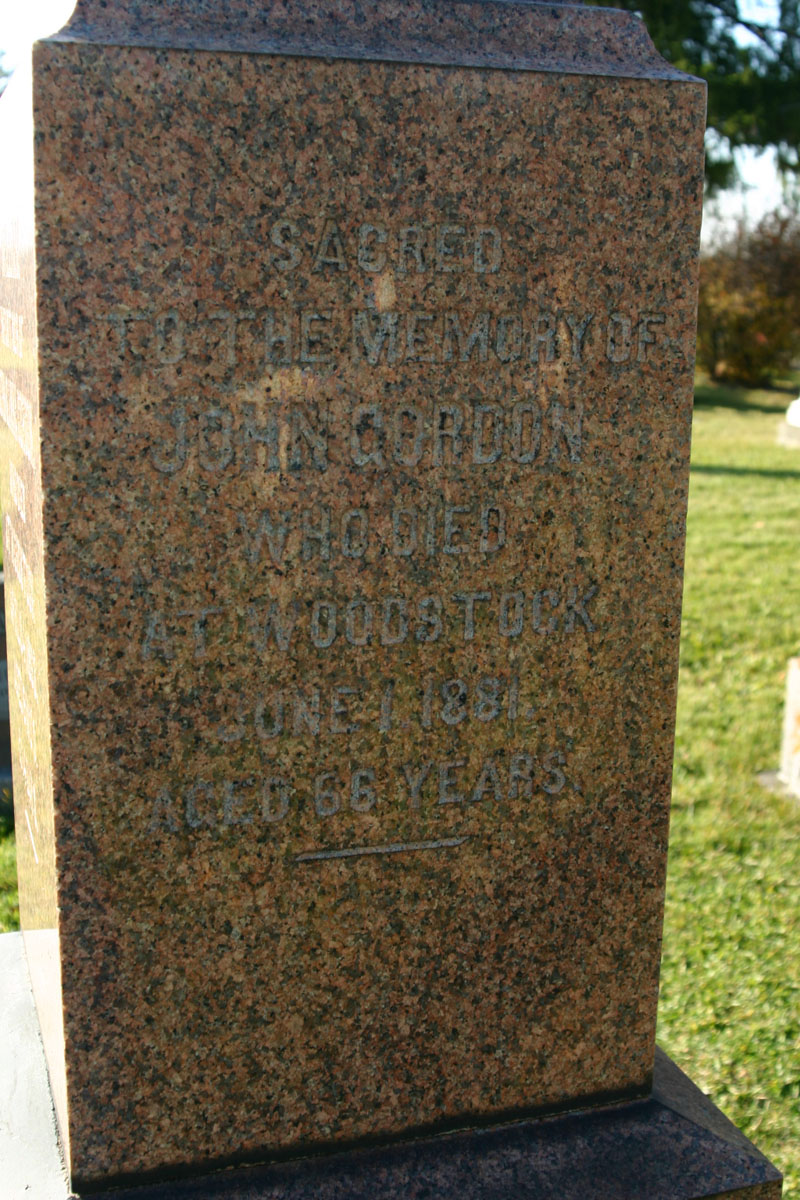 SACRED
TO THE MEMORY OF
JOHN GORDON
WHO DIED
AT WOODSTOCK
JUNE 1, 1881.
AGED 66 YEARS.